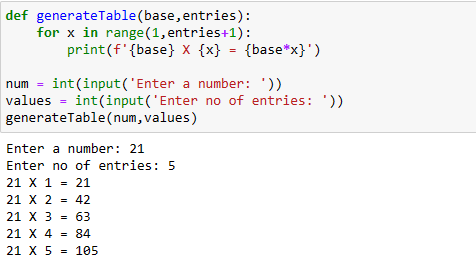 def generateTable(base,entries):
    for x in range(1,entries+1):
        print(f'{base} X {x} = {base*x}')
num = int(input('Enter a number: '))
values = int(input('Enter no of entries: '))
generateTable(num,values)
Enter a number: 21
Enter no of entries: 5
21 X 1 = 21
21 X 2 = 42
21 X 3 = 63
21 X 4 = 84
21 X 5 = 105